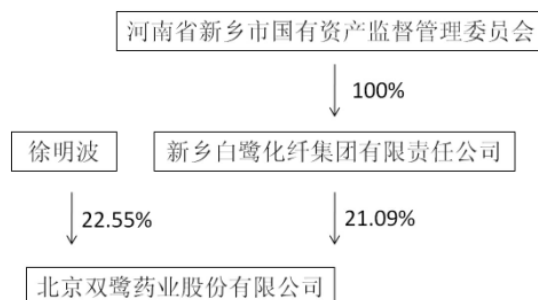 河南省新乡市国有资产监督管理委员会
100%
徐明波
新乡白鹭化纤集团有限责任公司
22.55%
21.09%
北京双鹭药业股份有限公司